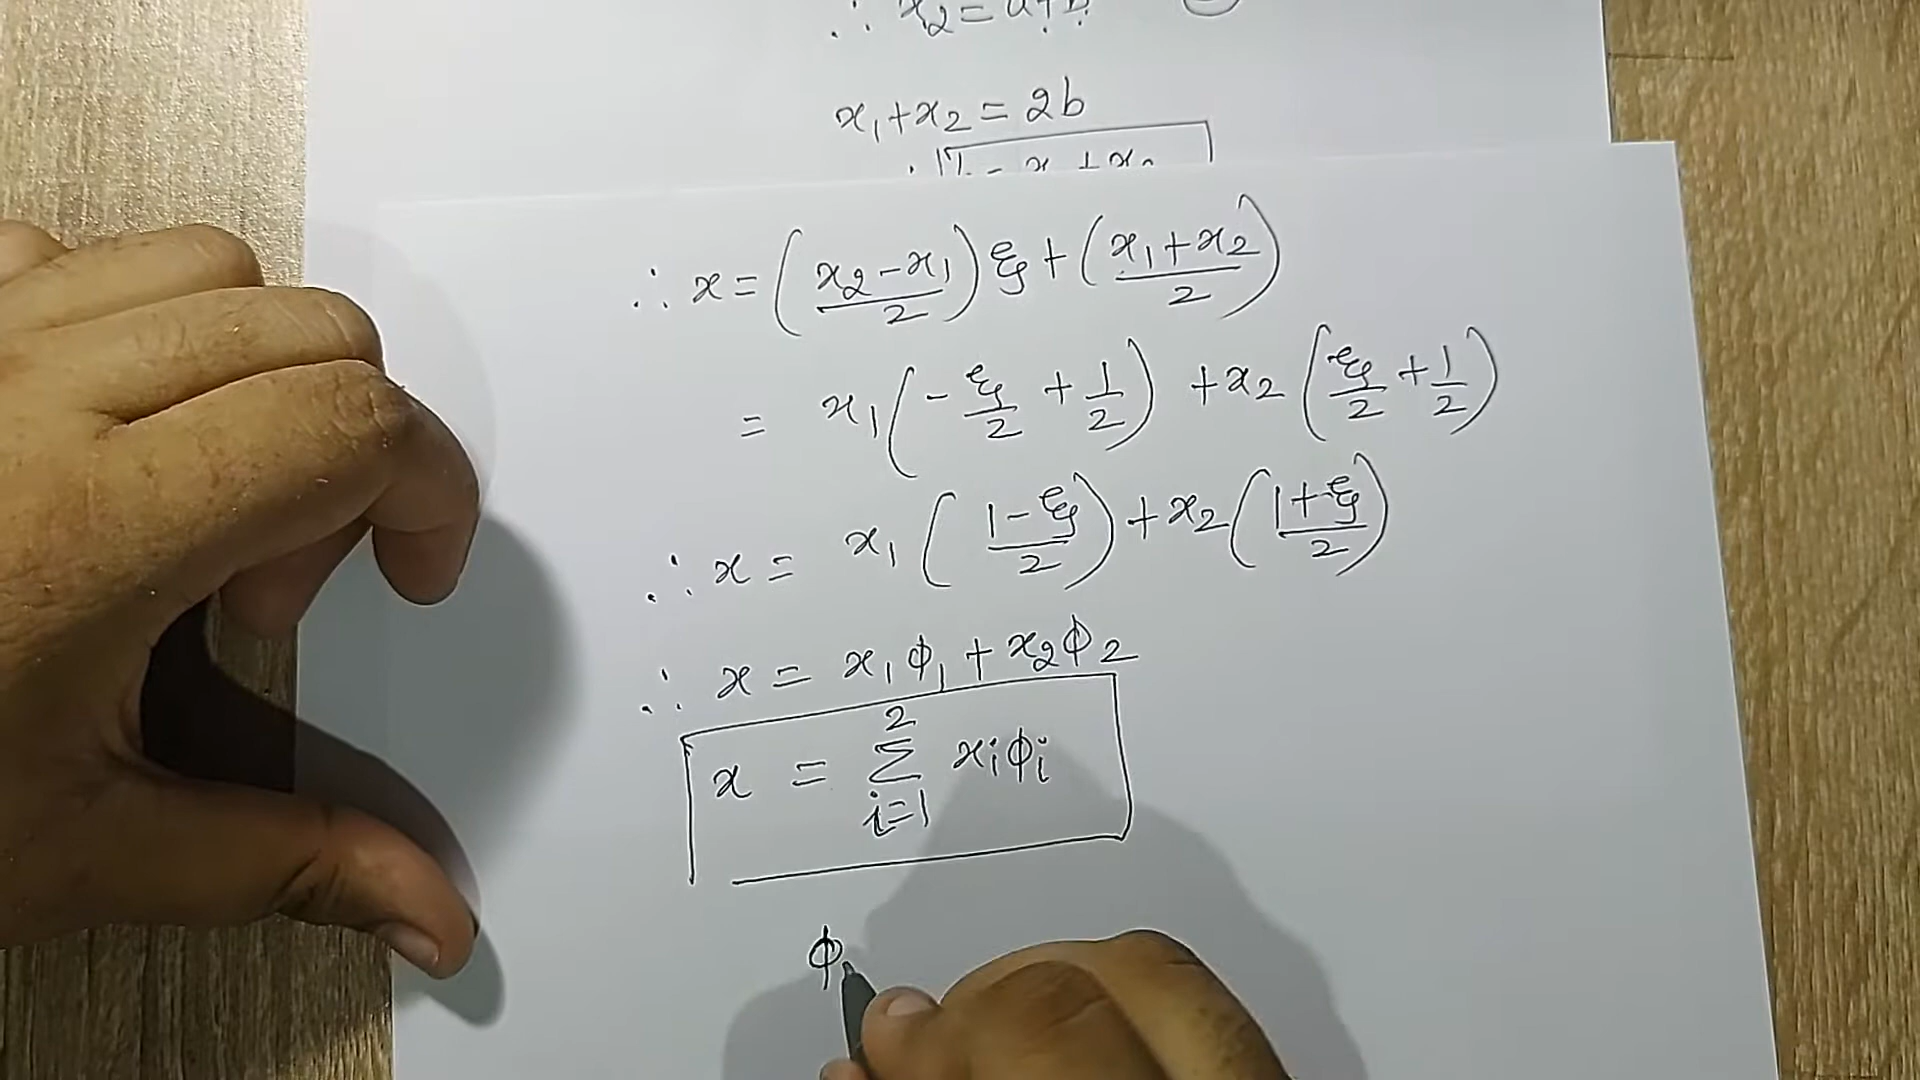 ∴ x₂ = a+b
x₁+x₂ = 2b
∴ x = ((x₂-x₁)/2) ξ + ((x₁+x₂)/2)
= x₁(-ξ/2 + 1/2) + x₂(ξ/2 + 1/2)
∴ x = x₁((1-ξ)/2) + x₂((1+ξ)/2)
∴ x = x₁ϕ₁ + x₂ϕ₂
x = Σ_{i=1}^{2} xᵢϕᵢ
ϕ